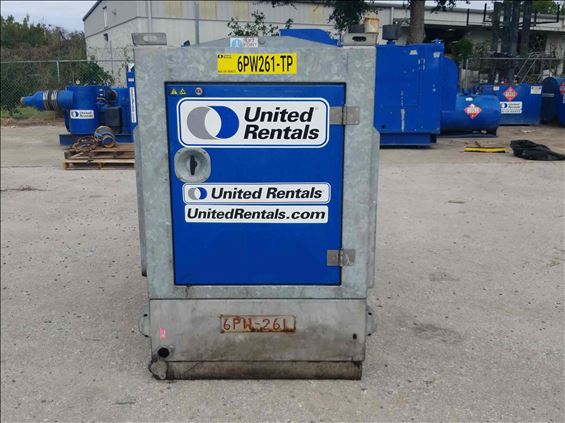 6PW261-TP
United
Rentals
United Rentals
UnitedRentals.com
6PW-261